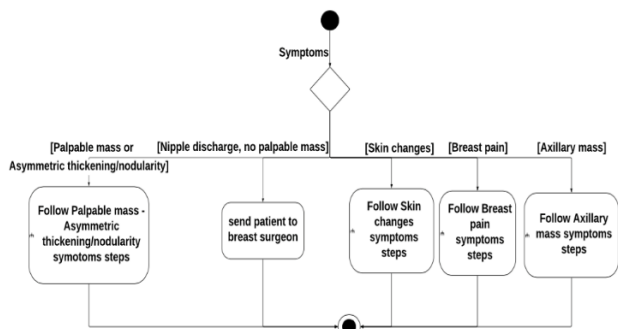 Symptoms
[Palpable mass or
Asymmetric thickening/nodularity]
[Nipple discharge, no palpable mass]
[Skin changes]
[Breast pain]
[Axillary mass]
Follow Palpable mass -
Asymmetric
thickening/nodularity
symotoms steps
send patient to
breast surgeon
Follow Skin
changes
symptoms
steps
Follow Breast
pain
symptoms
steps
Follow Axillary
mass symptoms
steps